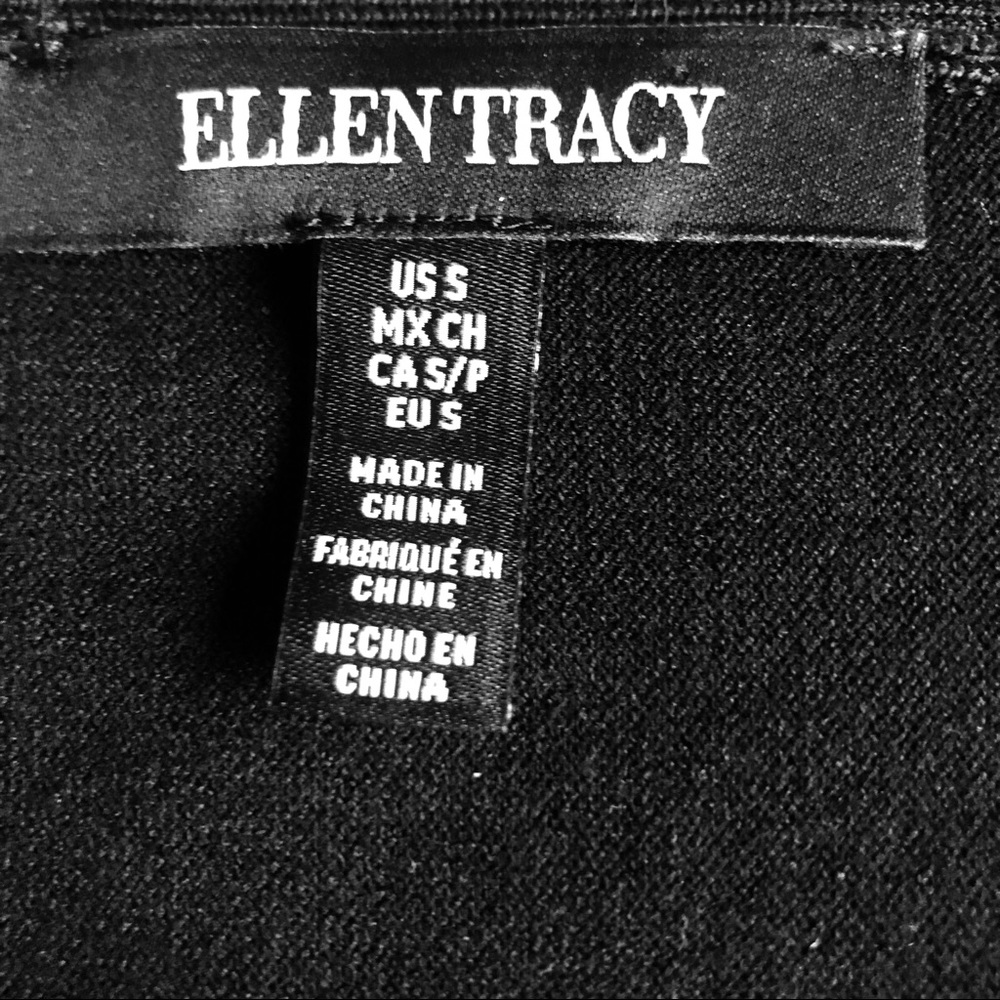 ELLEN TRACY
US S
MX CH
CA S/P
EU S
MADE IN
CHINA
FABRIQUÉ EN
CHINE
HECHO EN
CHINA